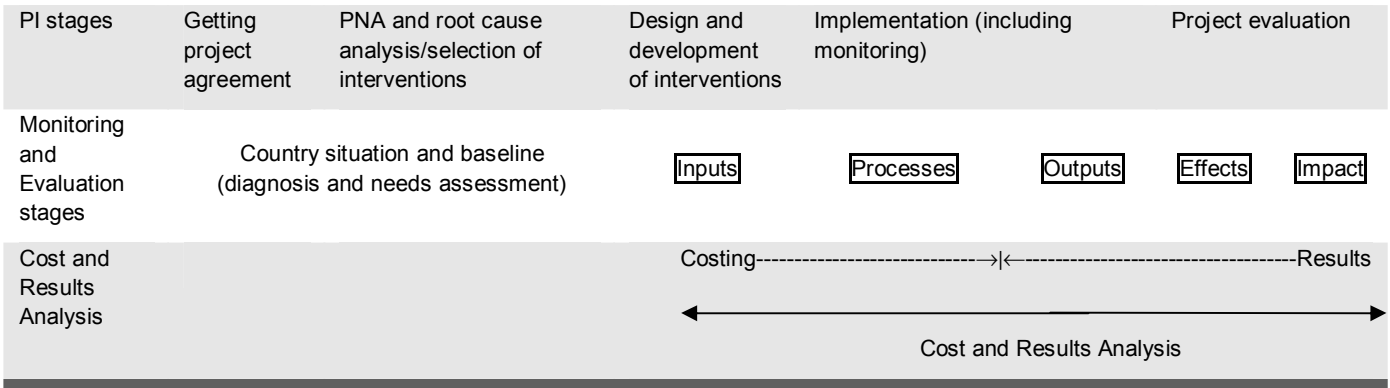 PI stages
Getting
project
agreement
PNA and root cause
analysis/selection of
interventions
Design and
development
of interventions
Implementation (including
monitoring)
Project evaluation
Monitoring
and
Evaluation
stages
Country situation and baseline
(diagnosis and needs assessment)
Inputs
Processes
Outputs
Effects
Impact
Cost and
Results
Analysis
Costing-----------------------------→|←------------------------------------Results
Cost and Results Analysis